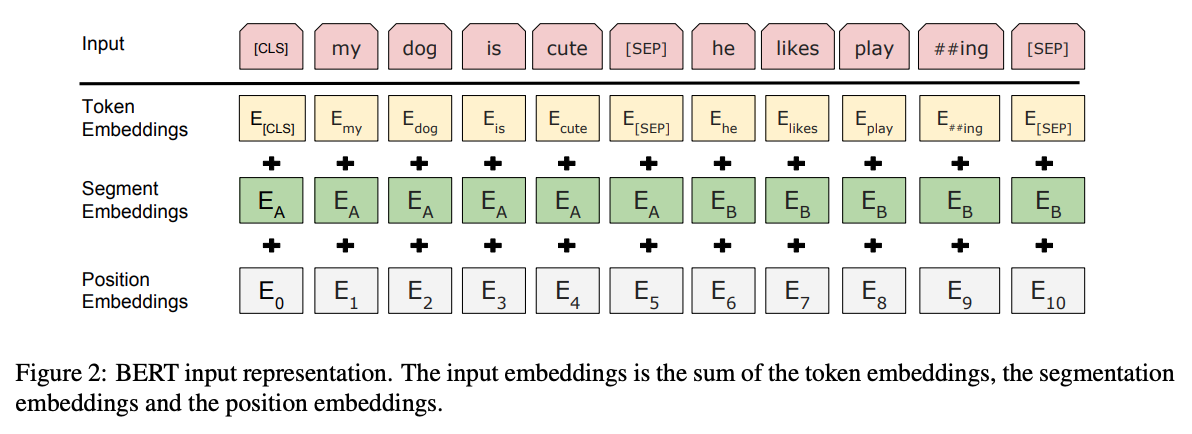 Input [CLS] my dog is cute [SEP] he likes play ##ing [SEP]
Token
Embeddings
E[CLS] Emy Edog Eis Ecute E[SEP] Ehe Elikes Eplay E##ing E[SEP]
+ + + + + + + + + + +
Segment
Embeddings
EA EA EA EA EA EA EB EB EB EB EB
+ + + + + + + + + + +
Position
Embeddings
E0 E1 E2 E3 E4 E5 E6 E7 E8 E9 E10
Figure 2: BERT input representation. The input embeddings is the sum of the token embeddings, the segmentation
embeddings and the position embeddings.